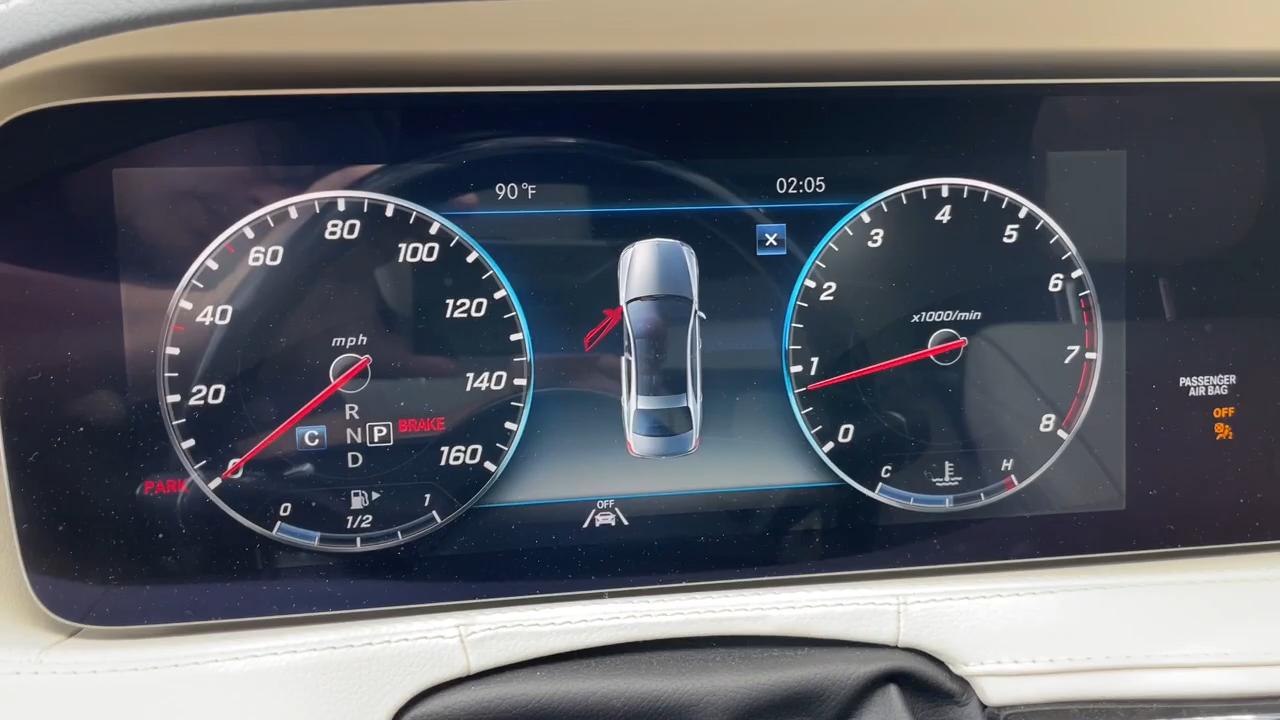 90°F
02:05
20
40
60
80
100
120
140
160
0
mph
R
N
D
C
P
BRAKE
PARK
0
1/2
1
OFF
0
1
2
3
4
5
6
7
8
x1000/min
C
H
PASSENGER
AIR BAG
OFF